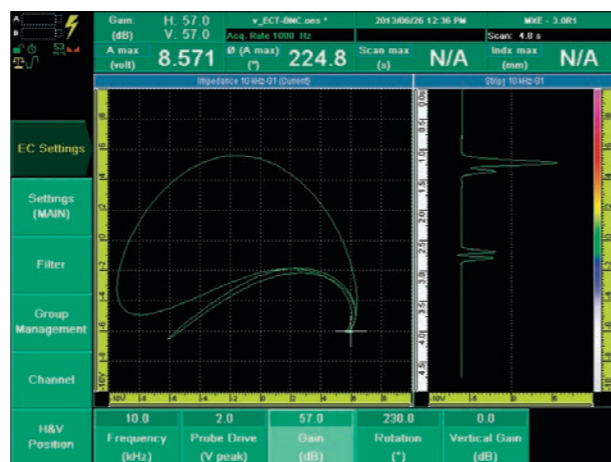 A
B
Gain: H: 57.0
(dB) V: 57.0
v_ECT-BNC.oes *
2013/06/26 12:36 PM
MXE - 3.0R1
Acq. Rate 1000 Hz
Scan: 4.8 s
A max
(volt)
8.571
Ø (A max)
(°)
224.8
Scan max
(s)
N/A
Indx max
(mm)
N/A
Impedance 10 kHz-G1 (Current)
Strip 10 kHz-G1
EC Settings
Settings
(MAIN)
Filter
Group
Management
Channel
H&V
Position
10.0
Frequency
(kHz)
2.0
Probe Drive
(V peak)
57.0
Gain
(dB)
230.0
Rotation
(°)
0.0
Vertical Gain
(dB)